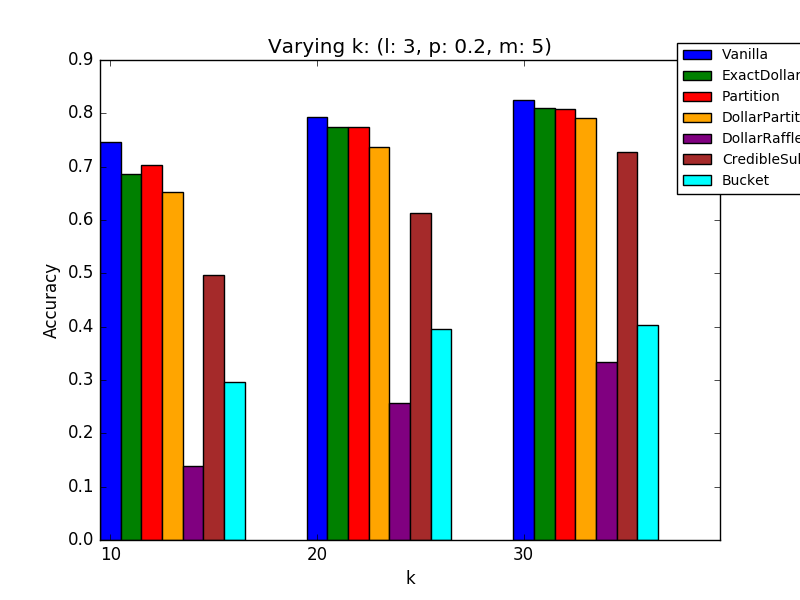 Varying k: (l: 3, p: 0.2, m: 5)
Vanilla
ExactDollar
Partition
DollarPartit
DollarRaffle
CredibleSu
Bucket
0.9
0.8
0.7
0.6
0.5
0.4
0.3
0.2
0.1
0.0
Accuracy
10 20 30
k